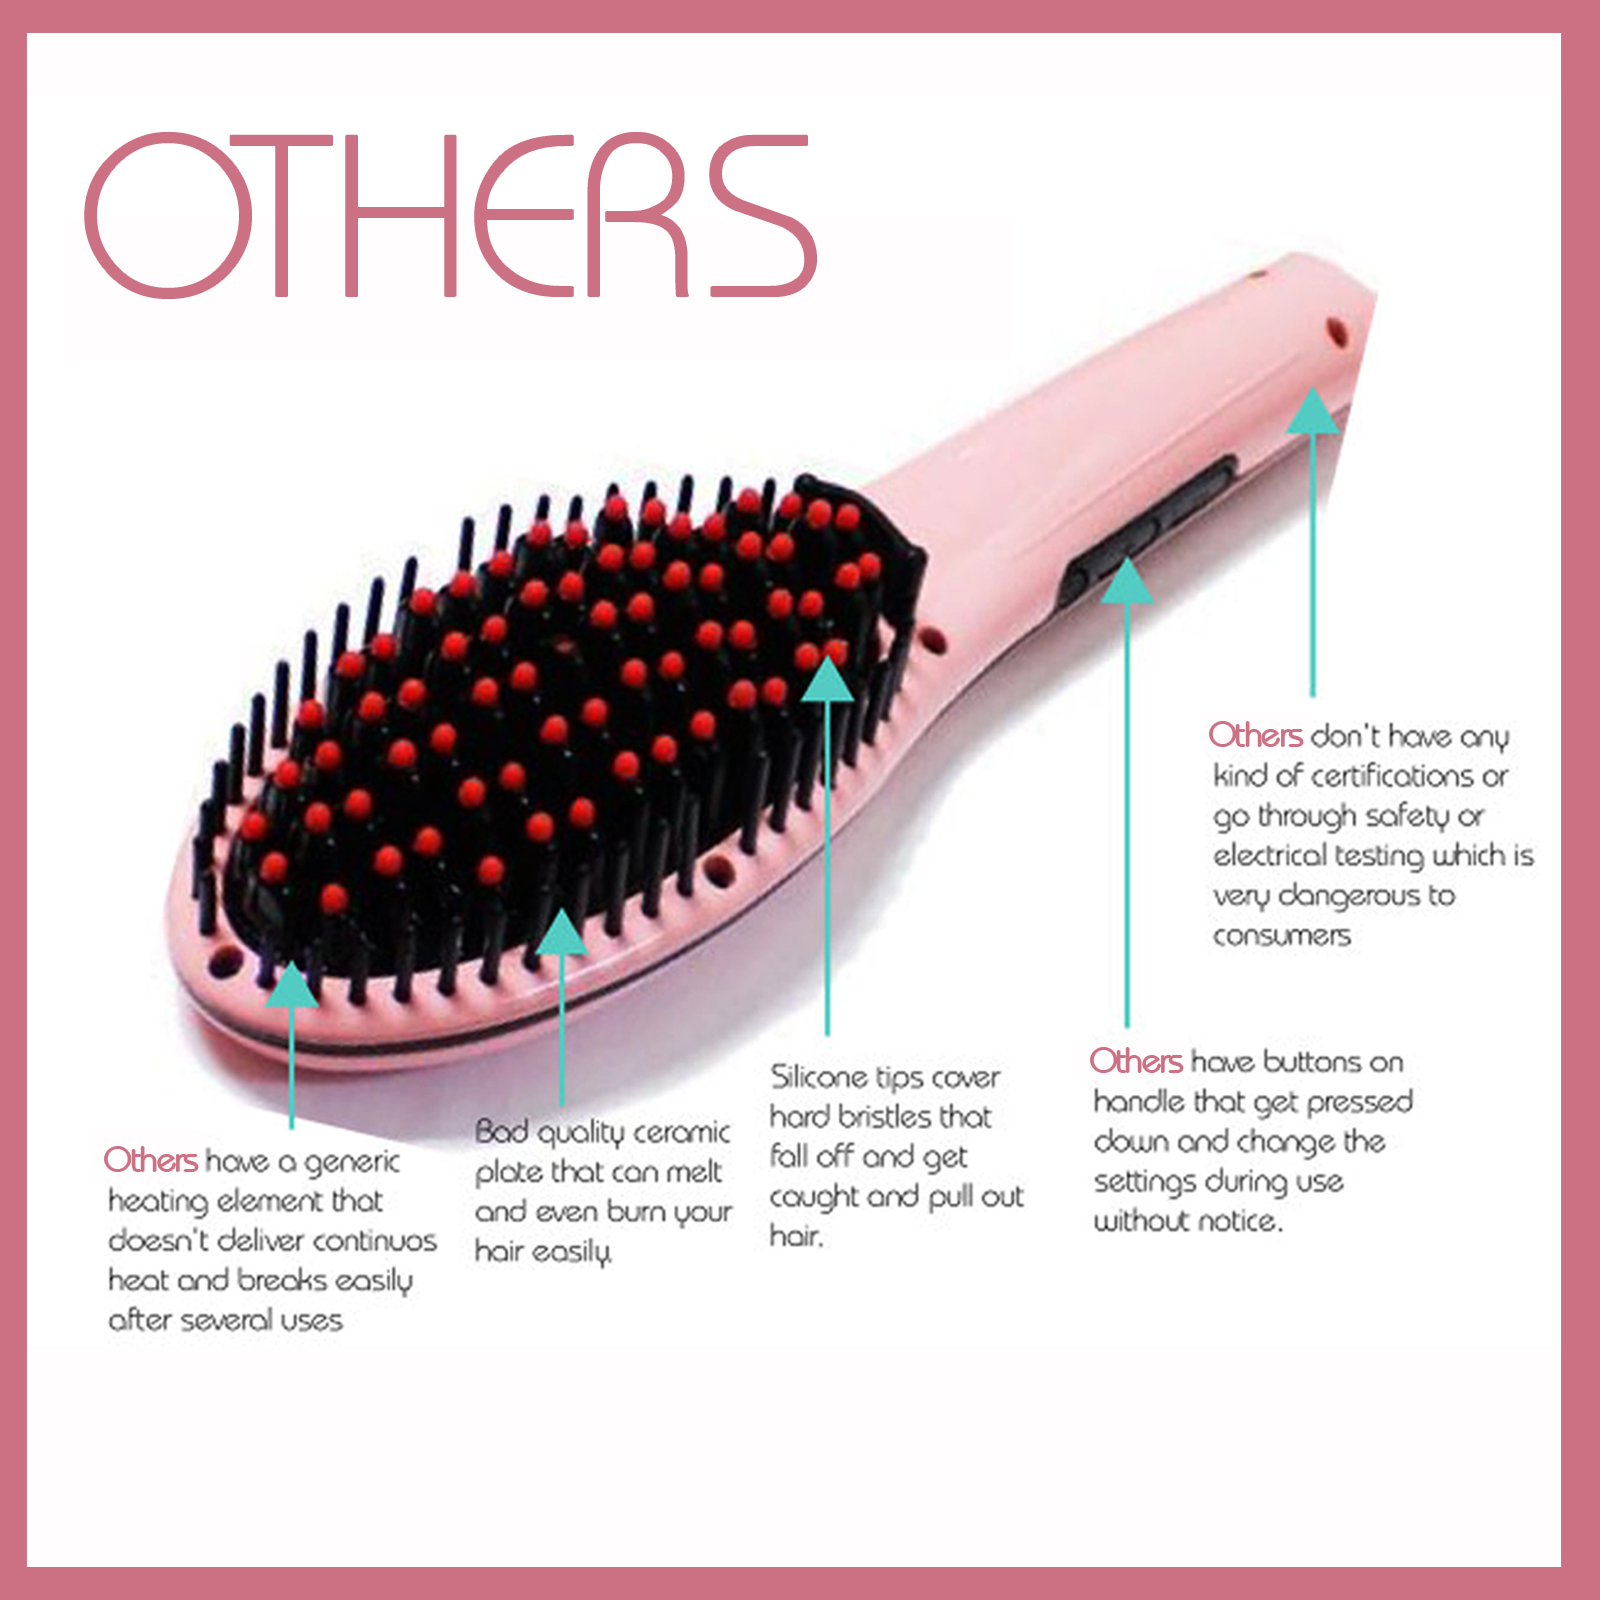 OTHERS
Others don't have any
kind of certifications or
go through safety or
electrical testing which is
very dangerous to
consumers
Others have buttons on
handle that get pressed
down and change the
settings during use
without notice.
Silicone tips cover
hard bristles that
fall off and get
caught and pull out
hair.
Bad quality ceramic
plate that can melt
and even burn your
hair easily.
Others have a generic
heating element that
doesn't deliver continuos
heat and breaks easily
after several uses